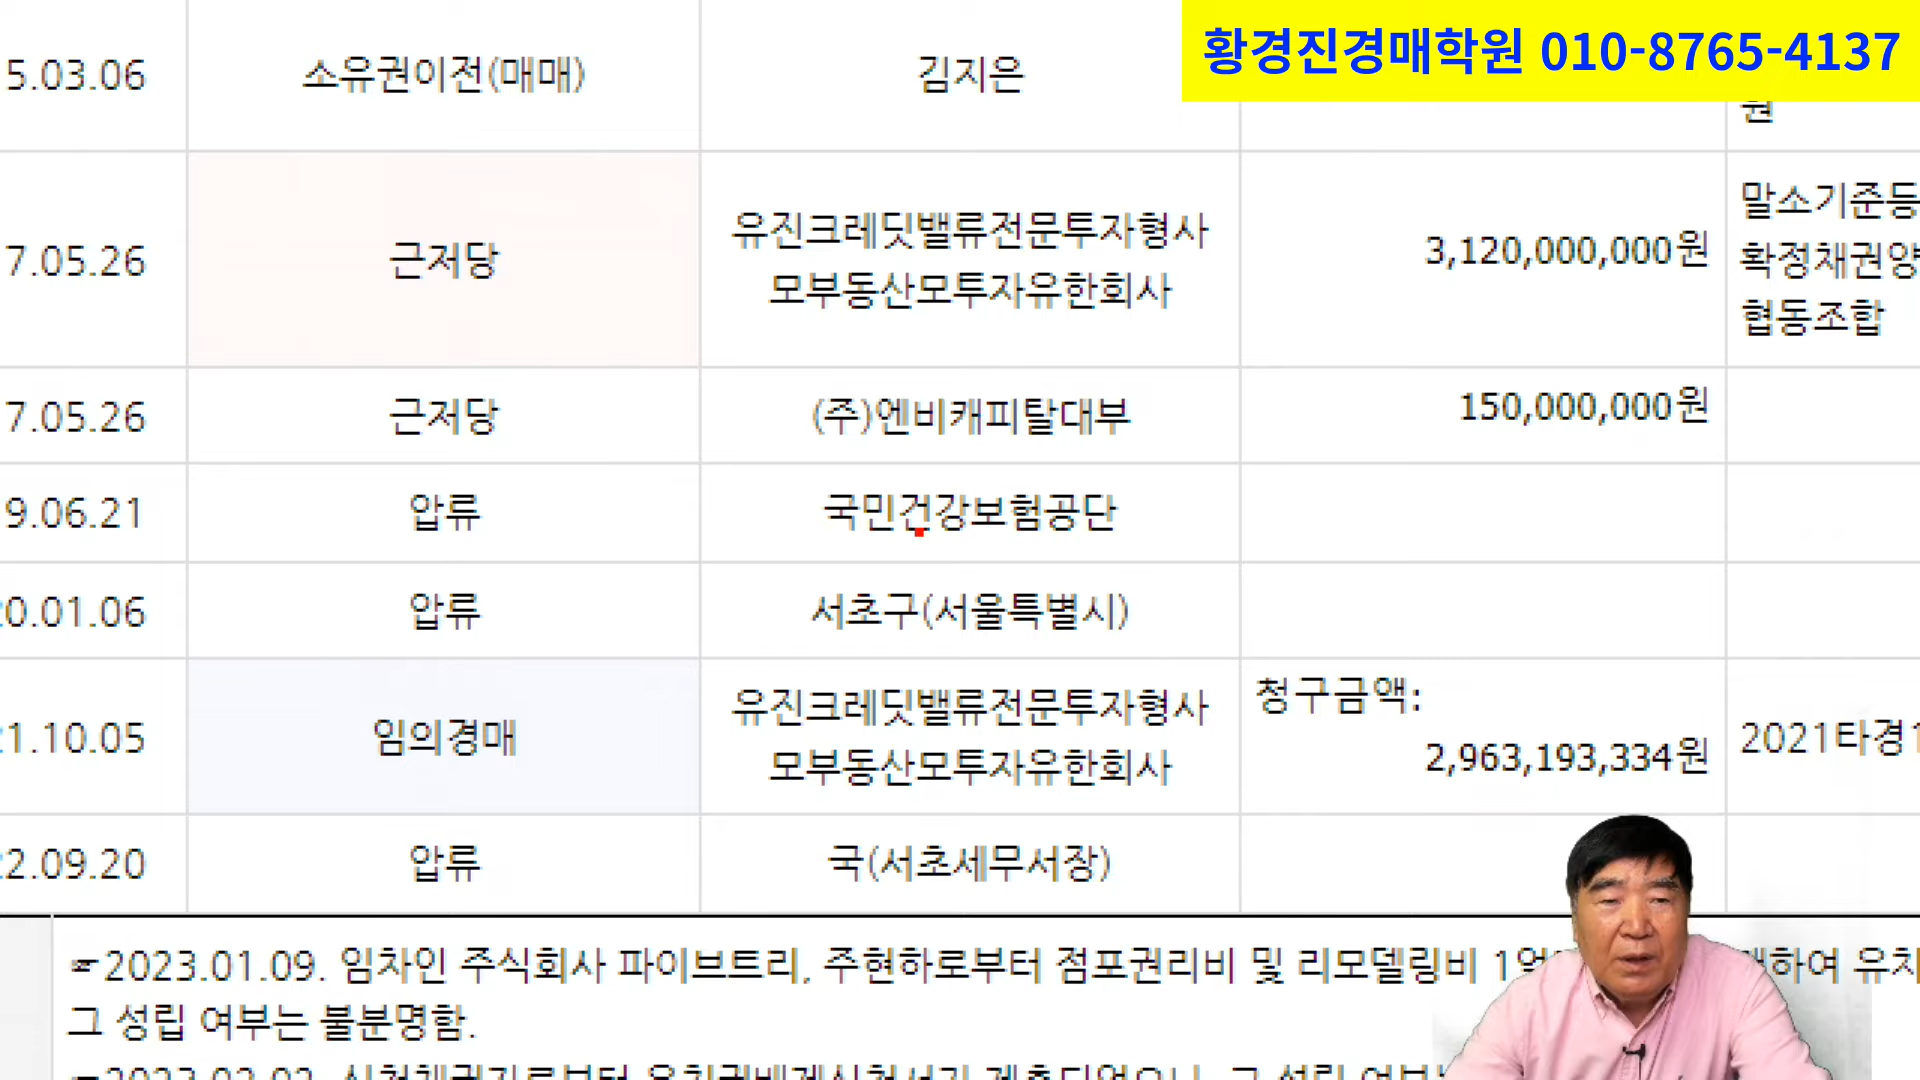 황경진경매학원 010-8765-4137
5.03.06 소유권이전(매매) 김지은 원
7.05.26 근저당 유진크레딧밸류전문투자형사모부동산모투자유한회사 3,120,000,000원 말소기준등 확정채권양 협동조합
7.05.26 근저당 (주)엔비캐피탈대부 150,000,000원
9.06.21 압류 국민건강보험공단
0.01.06 압류 서초구(서울특별시)
1.10.05 임의경매 유진크레딧밸류전문투자형사모부동산모투자유한회사 청구금액: 2,963,193,334원 2021타경1
2.09.20 압류 국(서초세무서장)
☞2023.01.09. 임차인 주식회사 파이브트리, 주현하로부터 점포권리비 및 리모델링비 1억 하여 유치
그 성립 여부는 불분명함.